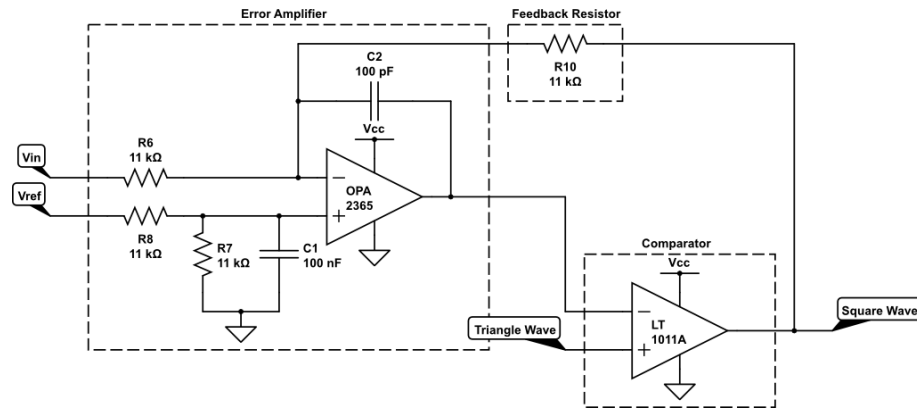 Error Amplifier
Feedback Resistor
C2
100 pF
R10
11 kΩ
Vcc
Vin
R6
11 kΩ
−
OPA
2365
+
Vref
R8
11 kΩ
R7
11 kΩ
C1
100 nF
Comparator
Vcc
−
LT
1011A
+
Triangle Wave
Square Wave